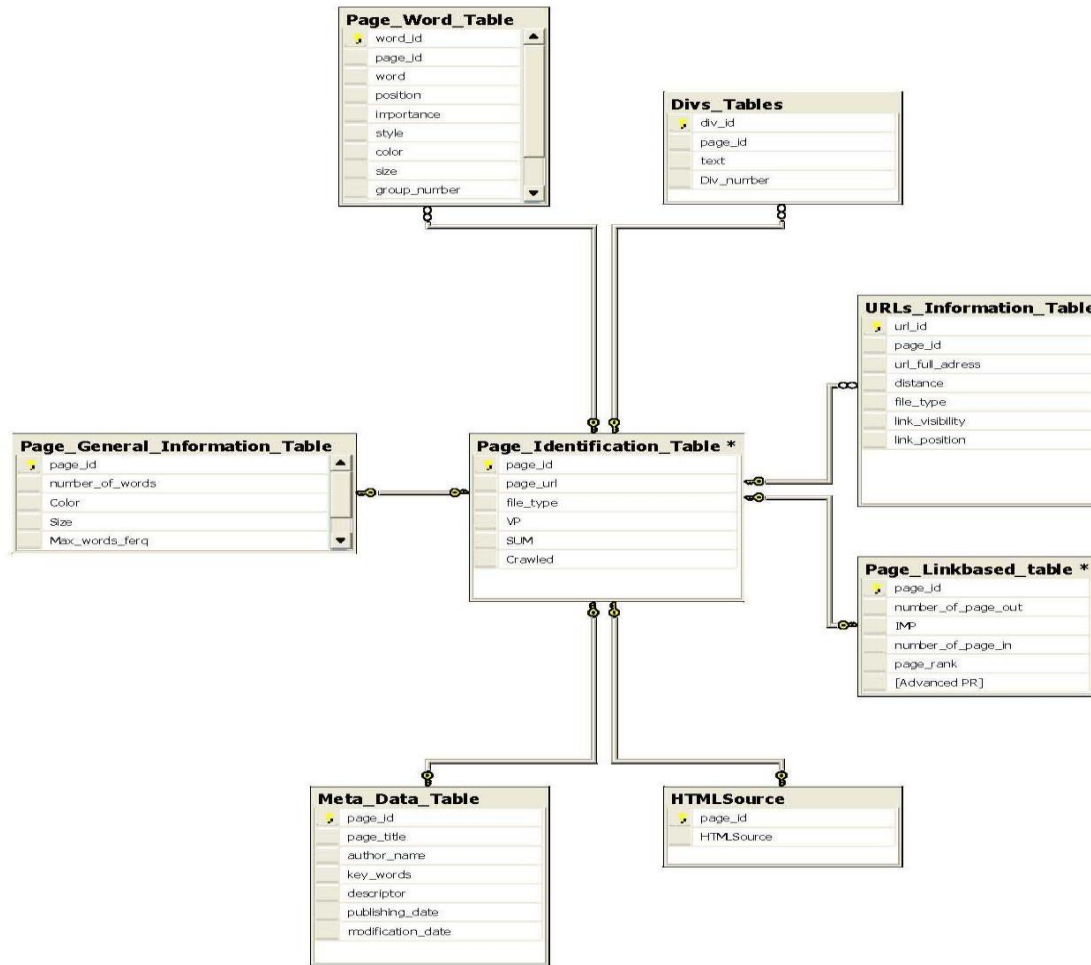 Page_Word_Table
word_id
page_id
word
position
importance
style
color
size
group_number
Divs_Tables
div_id
page_id
text
Div_number
URLs_Information_Table
url_id
page_id
url_full_adress
distance
file_type
link_visibility
link_position
Page_General_Information_Table
page_id
number_of_words
Color
Size
Max_words_ferq
Page_Identification_Table *
page_id
page_url
file_type
VP
SUM
Crawled
Page_Linkbased_table *
page_id
number_of_page_out
IMP
number_of_page_in
page_rank
[Advanced PR]
Meta_Data_Table
page_id
page_title
author_name
key_words
descriptor
publishing_date
modification_date
HTMLSource
page_id
HTMLSource